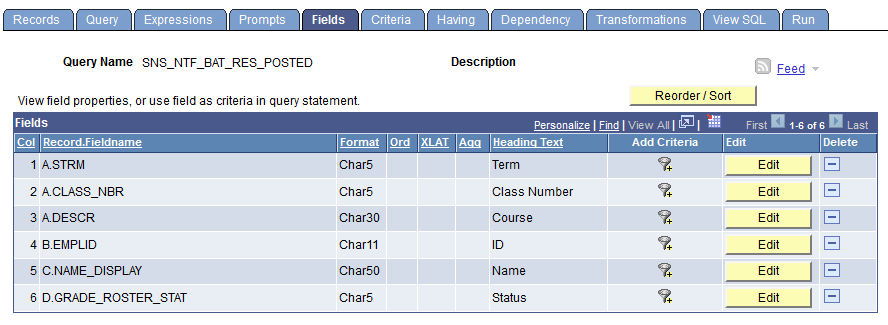 Records Query Expressions Prompts Fields Criteria Having Dependency Transformations View SQL Run
Query Name SNS_NTF_BAT_RES_POSTED Description Feed
View field properties, or use field as criteria in query statement. Reorder / Sort
Fields Personalize | Find | View All | | First 1-6 of 6 Last
Col Record.Fieldname Format Ord XLAT Agg Heading Text Add Criteria Edit Delete
1 A.STRM Char5 Term Edit
2 A.CLASS_NBR Char5 Class Number Edit
3 A.DESCR Char30 Course Edit
4 B.EMPLID Char11 ID Edit
5 C.NAME_DISPLAY Char50 Name Edit
6 D.GRADE_ROSTER_STAT Char5 Status Edit